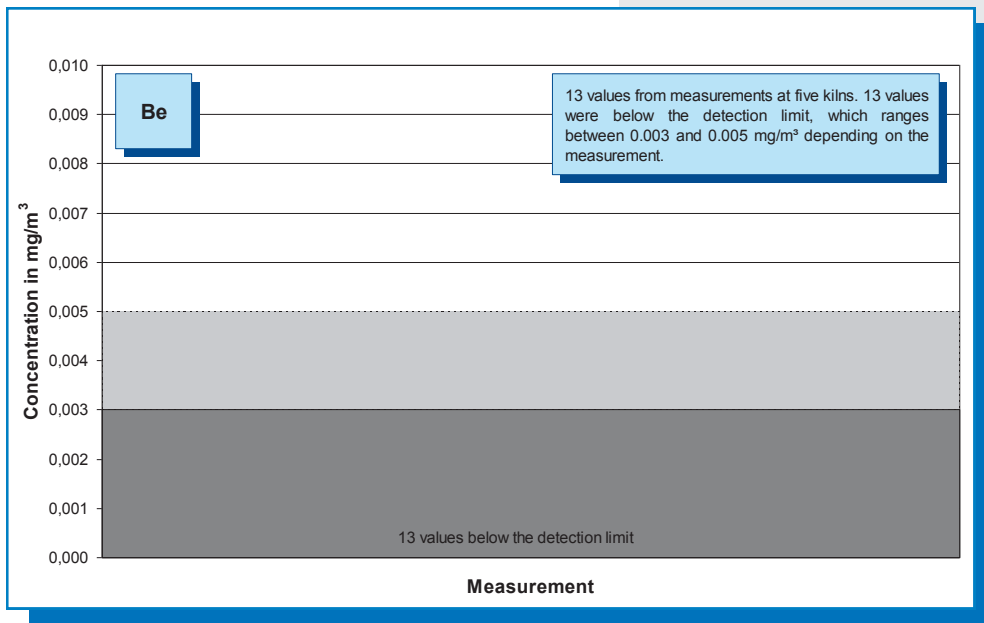 0,010
0,009
0,008
0,007
0,006
0,005
0,004
0,003
0,002
0,001
0,000
Concentration in mg/m³
Be
13 values from measurements at five kilns. 13 values
were below the detection limit, which ranges
between 0.003 and 0.005 mg/m³ depending on the
measurement.
13 values below the detection limit
Measurement